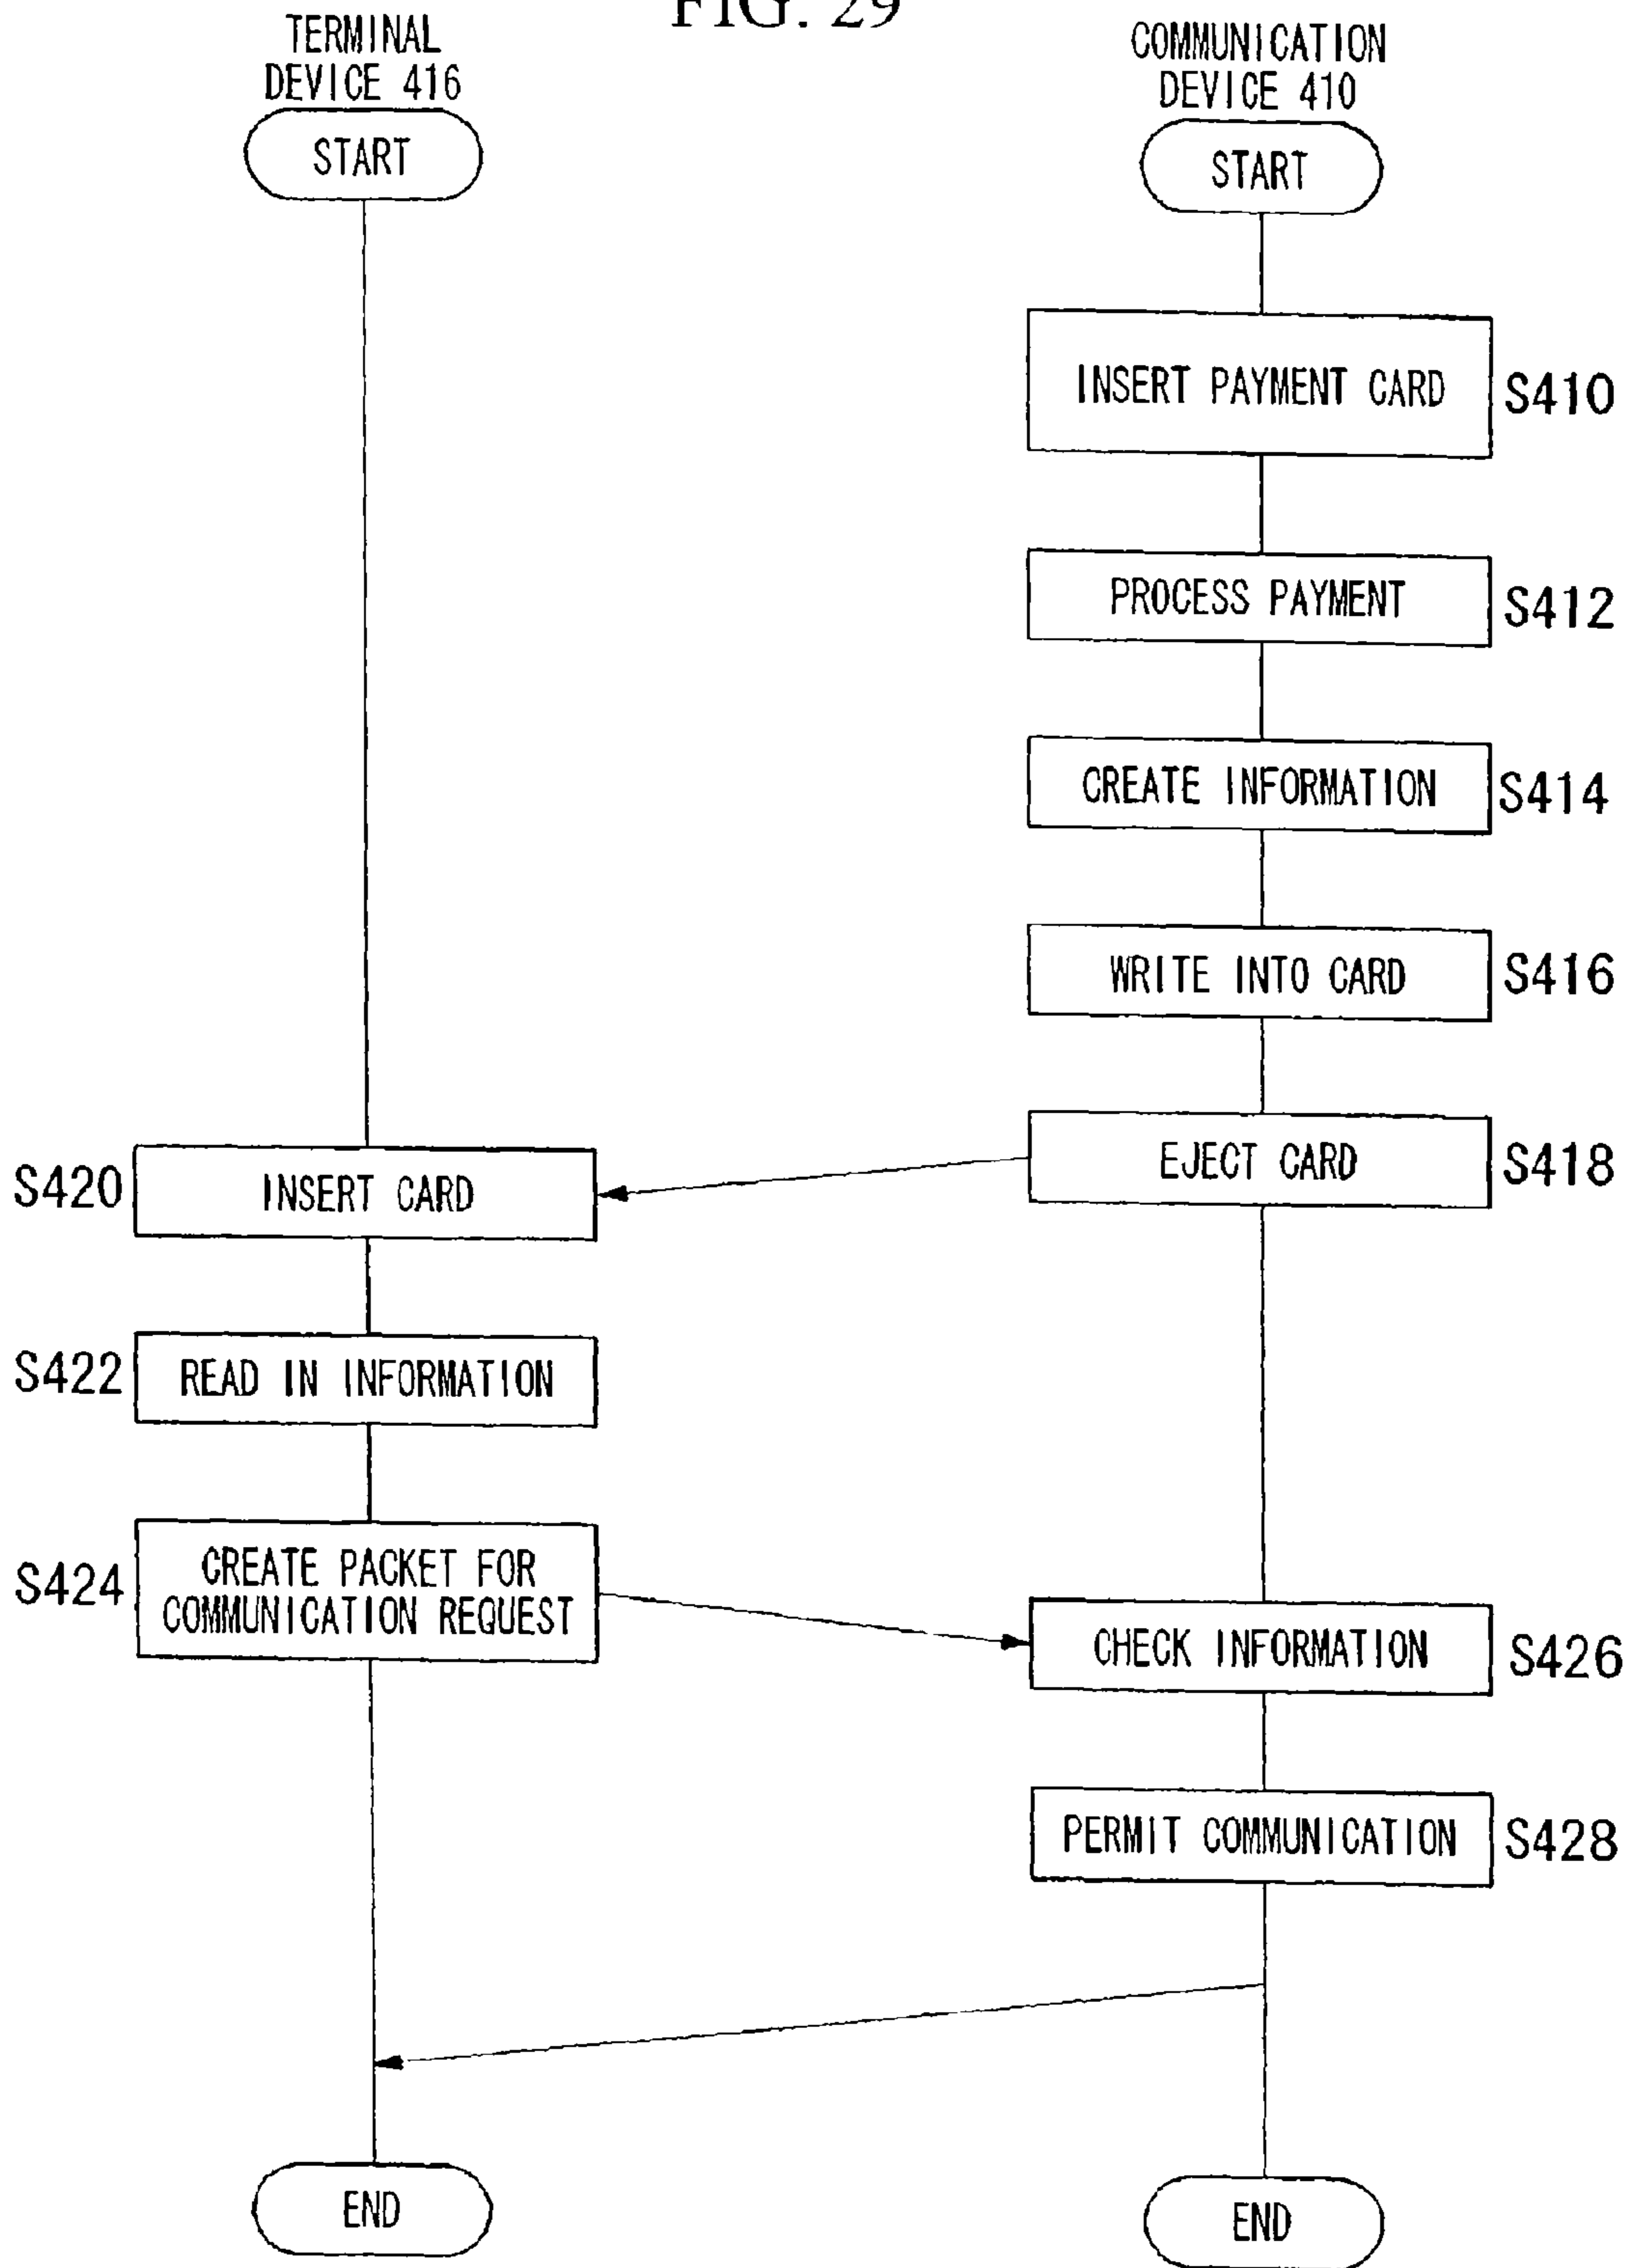 FIG. 29
TERMINAL
DEVICE 416
COMMUNICATION
DEVICE 410
START
START
INSERT PAYMENT CARD
S410
PROCESS PAYMENT
S412
CREATE INFORMATION
S414
WRITE INTO CARD
S416
EJECT CARD
S418
S420
INSERT CARD
S422
READ IN INFORMATION
S424
CREATE PACKET FOR
COMMUNICATION REQUEST
CHECK INFORMATION
S426
PERMIT COMMUNICATION
S428
END
END